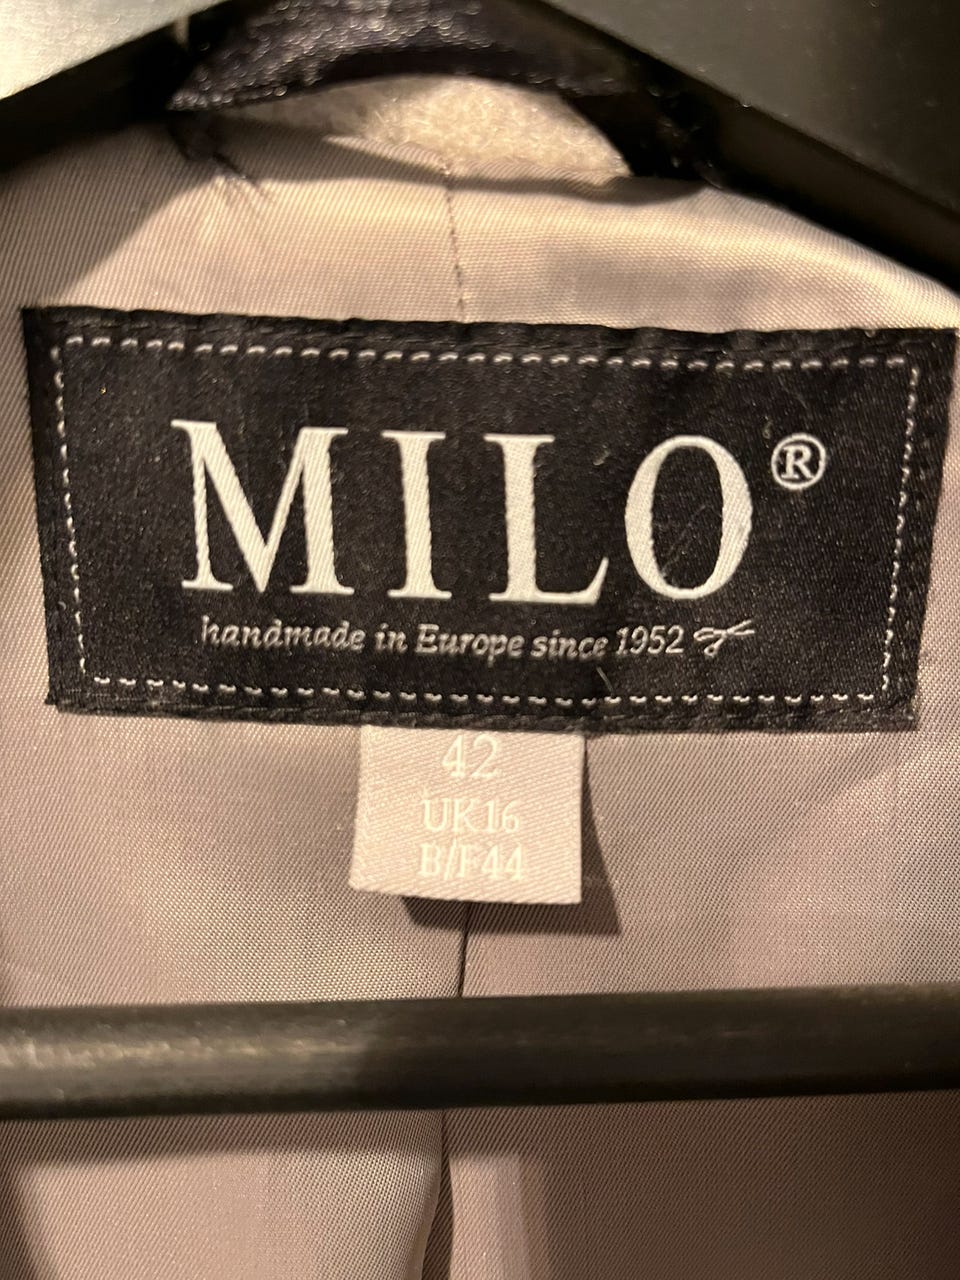 MILO®
handmade in Europe since 1952
42
UK16
B/F44